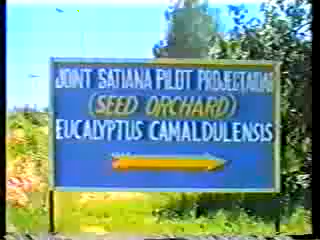 JOINT SATIANA PILOT PROJECT
(SEED ORCHARD)
EUCALYPTUS CAMALDULENSIS